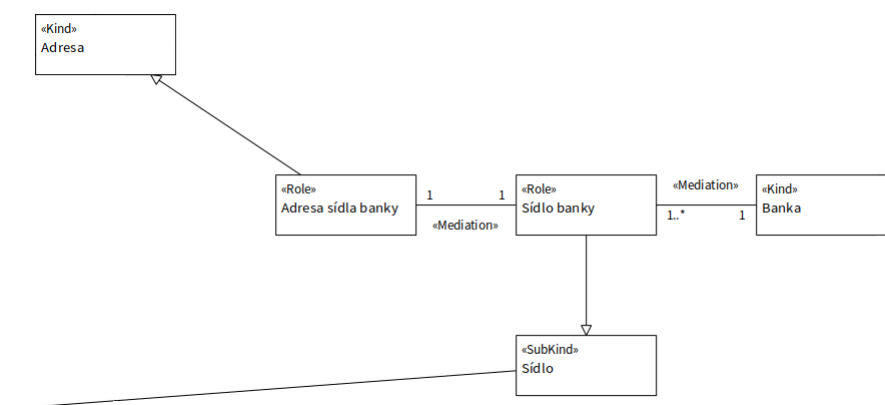 «Kind»
Adresa
«Role»
Adresa sídla banky
1
1
«Mediation»
«Role»
Sídlo banky
«Mediation»
1..*
1
«Kind»
Banka
«SubKind»
Sídlo